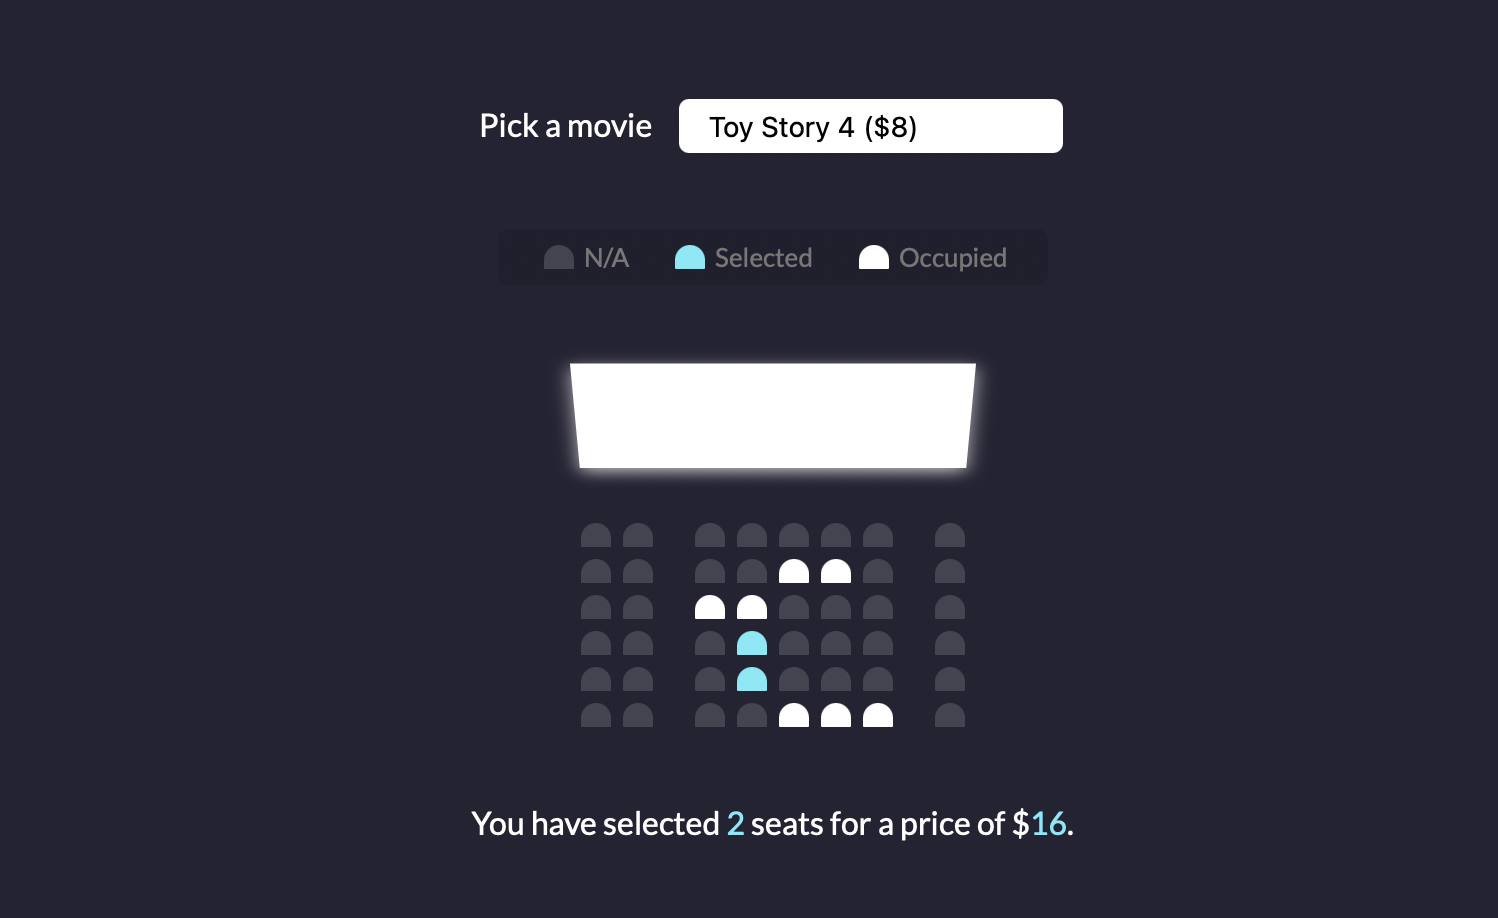 Pick a movie Toy Story 4 ($8)
N/A Selected Occupied
You have selected 2 seats for a price of $16.